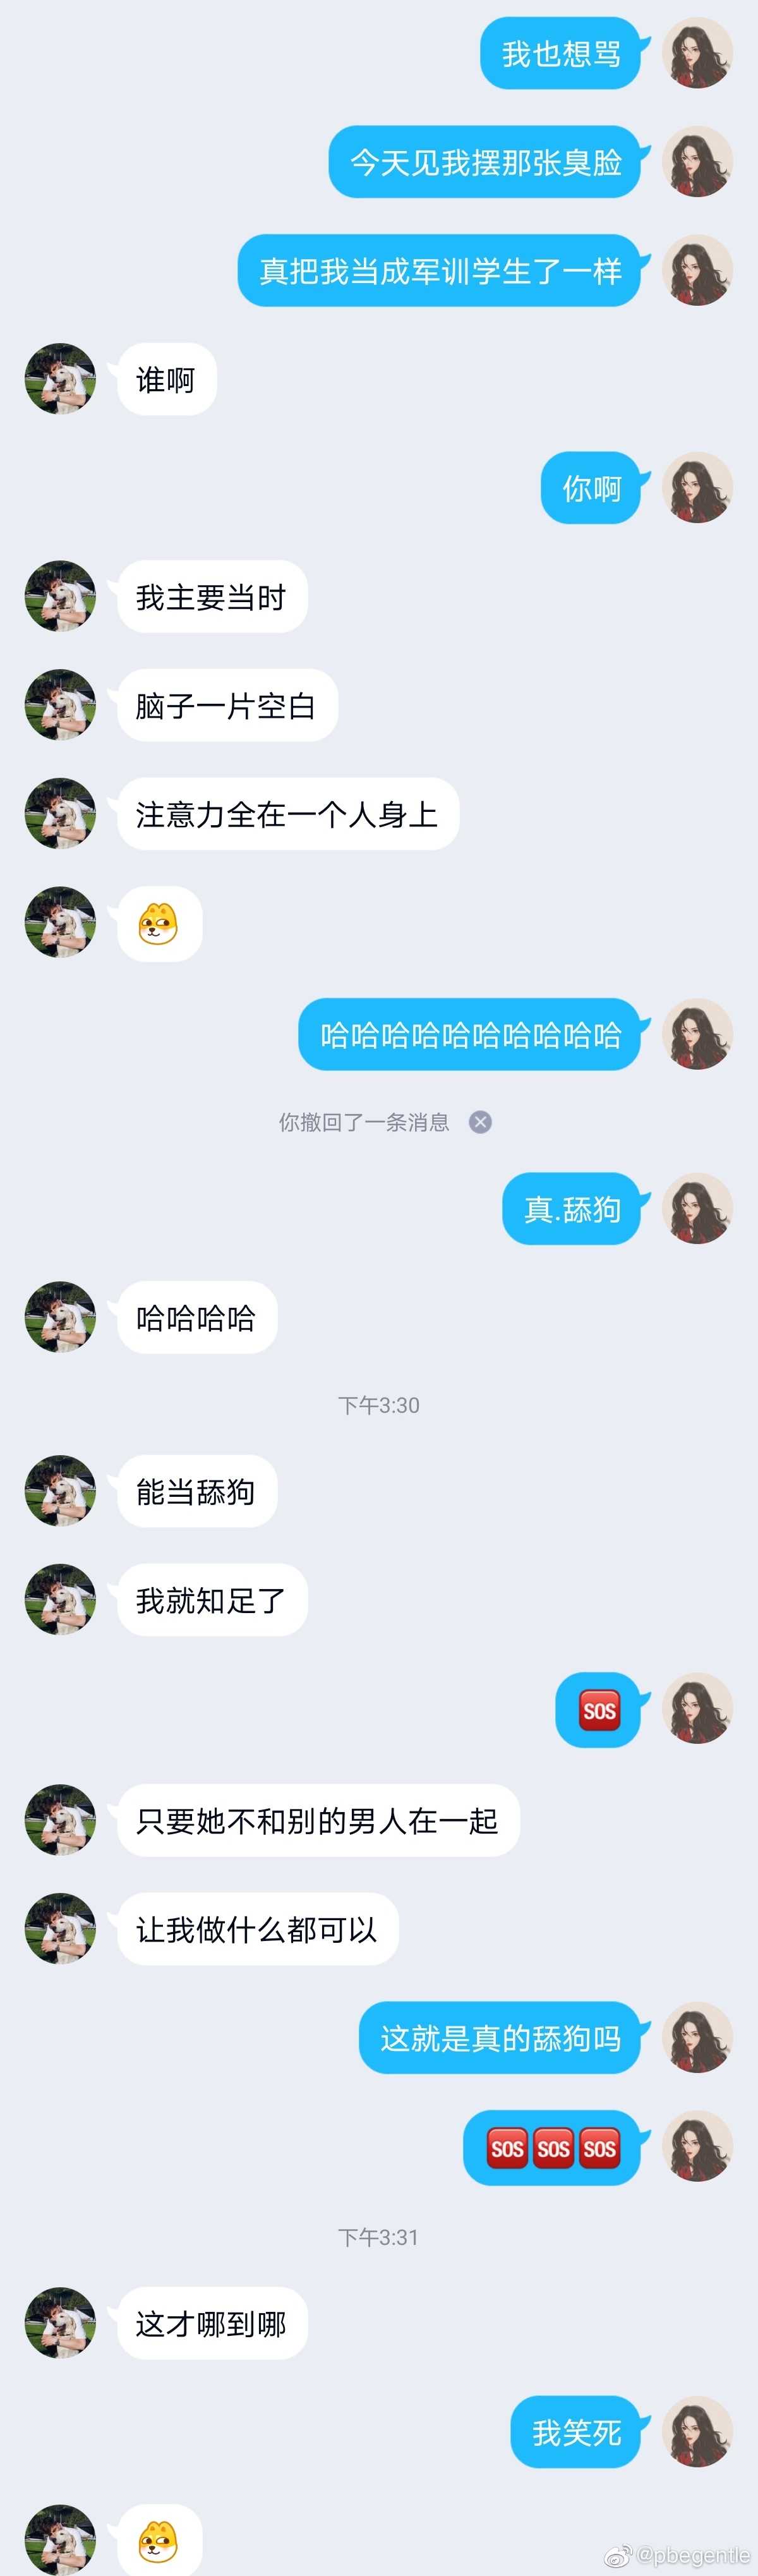 我也想骂
今天见我摆那张臭脸
真把我当成军训学生了一样
谁啊
你啊
我主要当时
脑子一片空白
注意力全在一个人身上
哈哈哈哈哈哈哈哈哈哈
你撤回了一条消息
真.舔狗
哈哈哈哈
下午3:30
能当舔狗
我就知足了
SOS
只要她不和别的男人在一起
让我做什么都可以
这就是真的舔狗吗
SOS SOS SOS
下午3:31
这才哪到哪
我笑死
@pbegentle